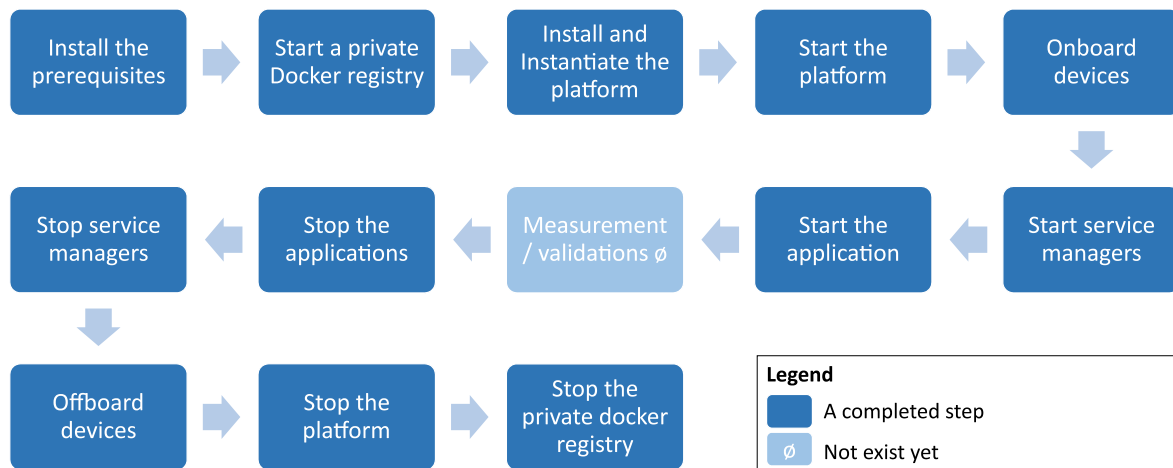 Install the
prerequisites
Start a private
Docker registry
Install and
Instantiate the
platform
Start the
platform
Onboard
devices
Stop service
managers
Stop the
applications
Measurement
/ validations ø
Start the
application
Start service
managers
Offboard
devices
Stop the
platform
Stop the
private docker
registry
Legend
A completed step
ø Not exist yet